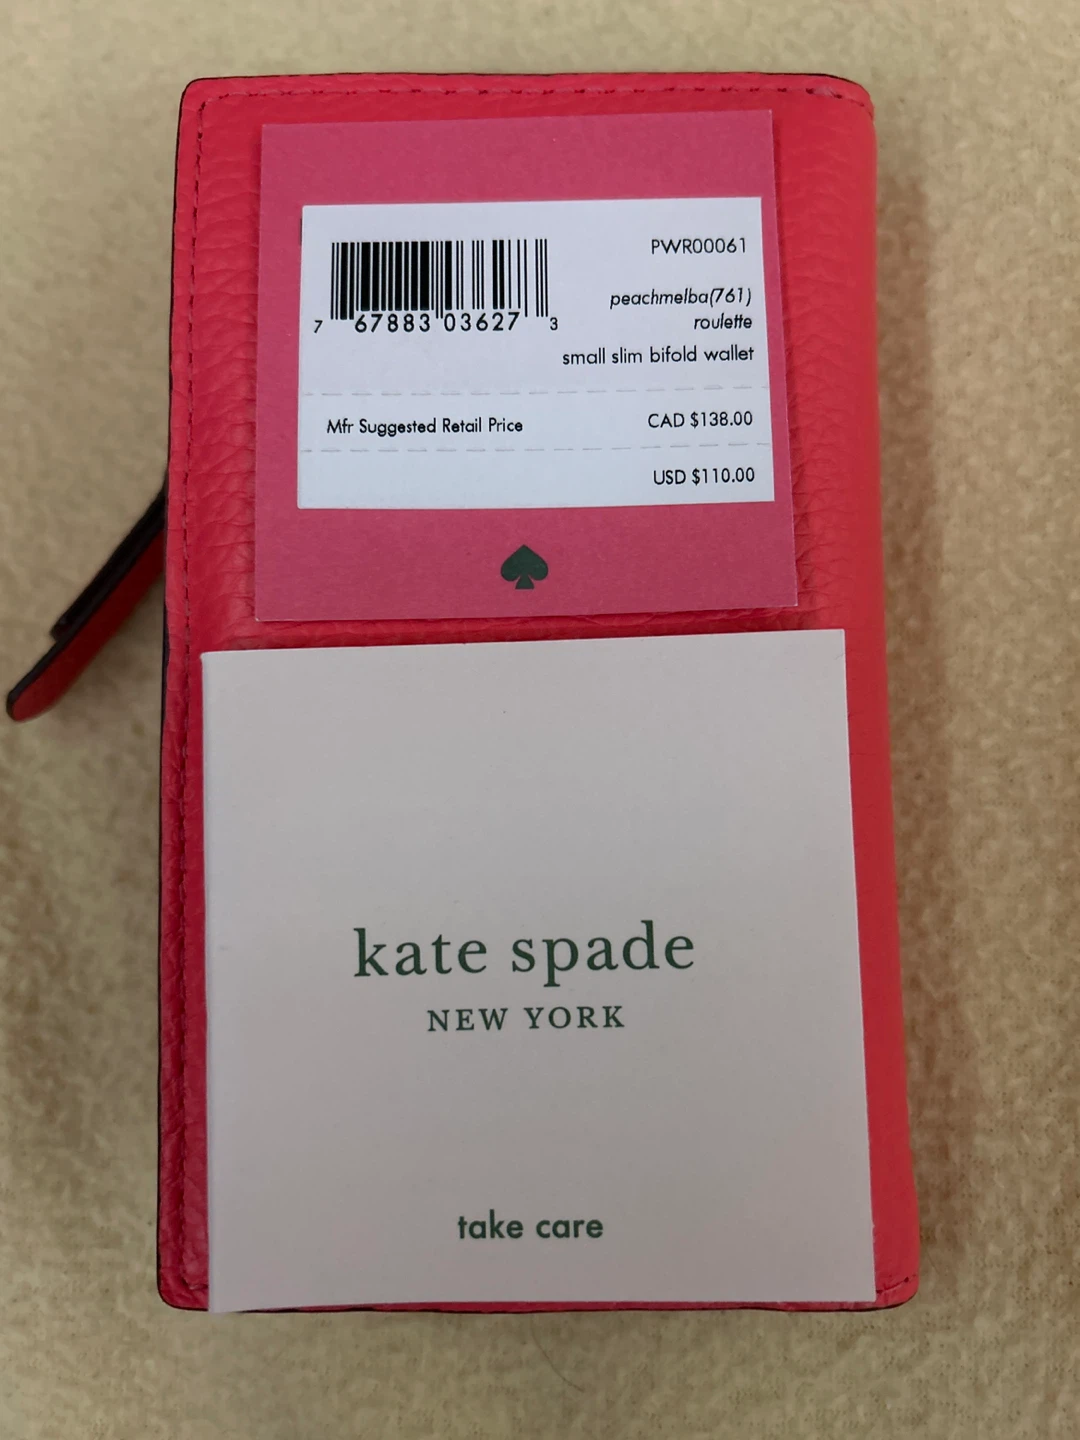 PWR00061
7 67883 03627 3
peachmelba(761)
roulette
small slim bifold wallet
Mfr Suggested Retail Price CAD $138.00
USD $110.00
kate spade
NEW YORK
take care